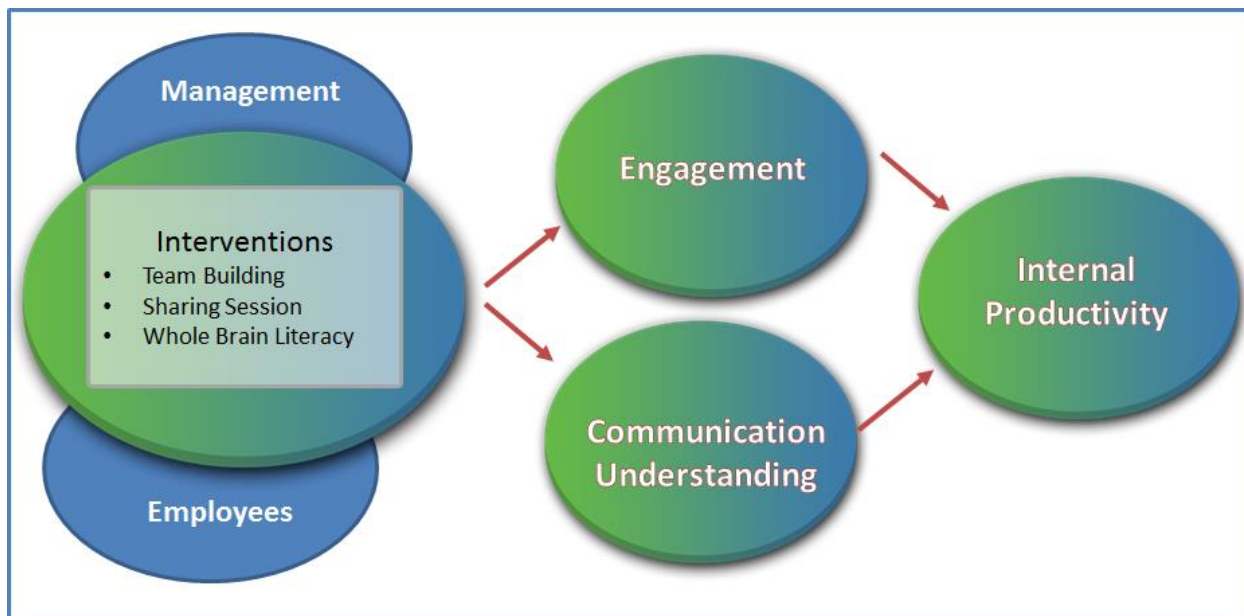 Management
Interventions
• Team Building
• Sharing Session
• Whole Brain Literacy
Employees
Engagement
Communication
Understanding
Internal
Productivity